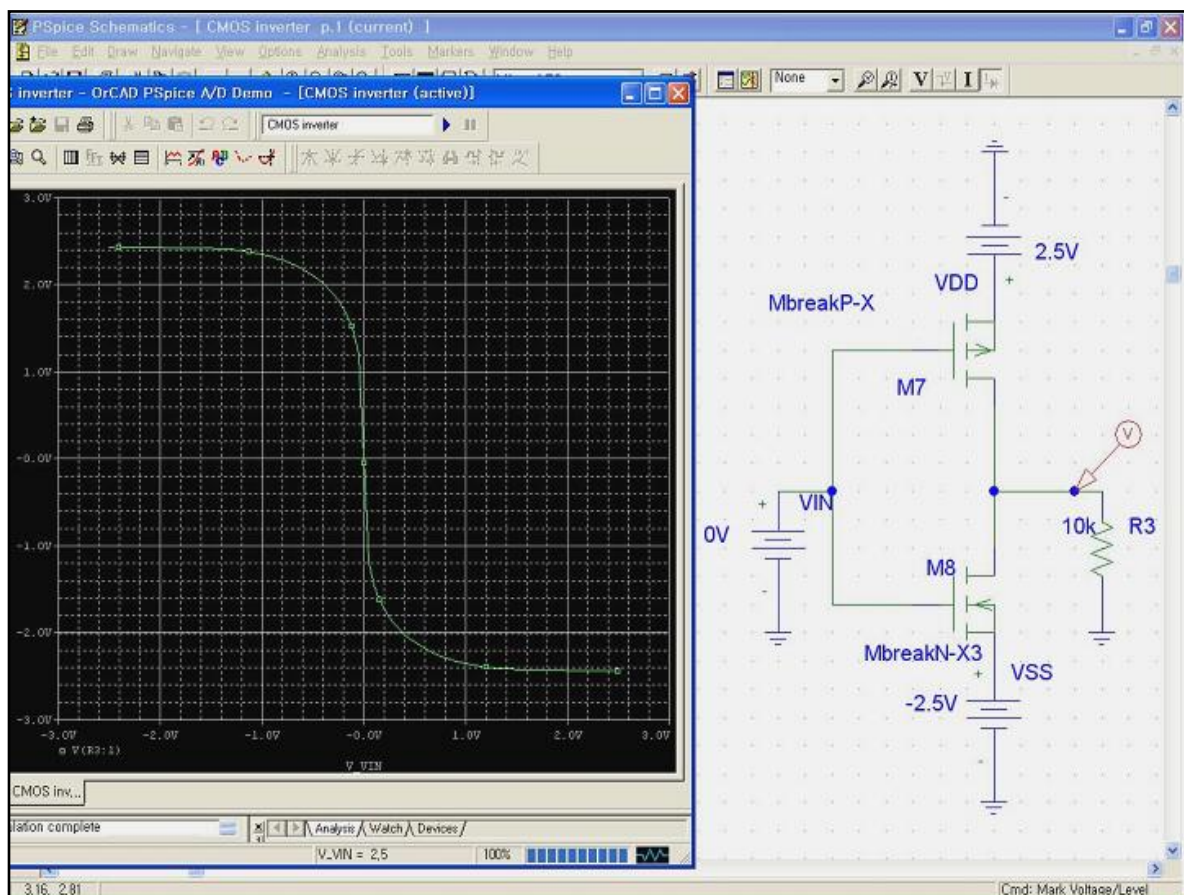 PSpice Schematics - [ CMOS inverter p.1 (current) ]
File Edit Draw Navigate View Options Analysis Tools Markers Window Help
None
V
I
S inverter - OrCAD PSpice A/D Demo - [CMOS inverter (active)]
CMOS inverter
3.0V
2.0V
1.0V
-0.0V
-1.0V
-2.0V
-3.0V
-3.0V -2.0V -1.0V -0.0V 1.0V 2.0V 3.0V
V(R3:1)
V_VIN
CMOS inv...
lation complete
Analysis Watch Devices
V_VIN = 2,5
100%
2.5V
VDD
+
-
MbreakP-X
M7
V
+
VIN
0V
-
10k
R3
M8
MbreakN-X3
+
VSS
-2.5V
-
3.16, 2.81
Cmd: Mark Voltage/Level